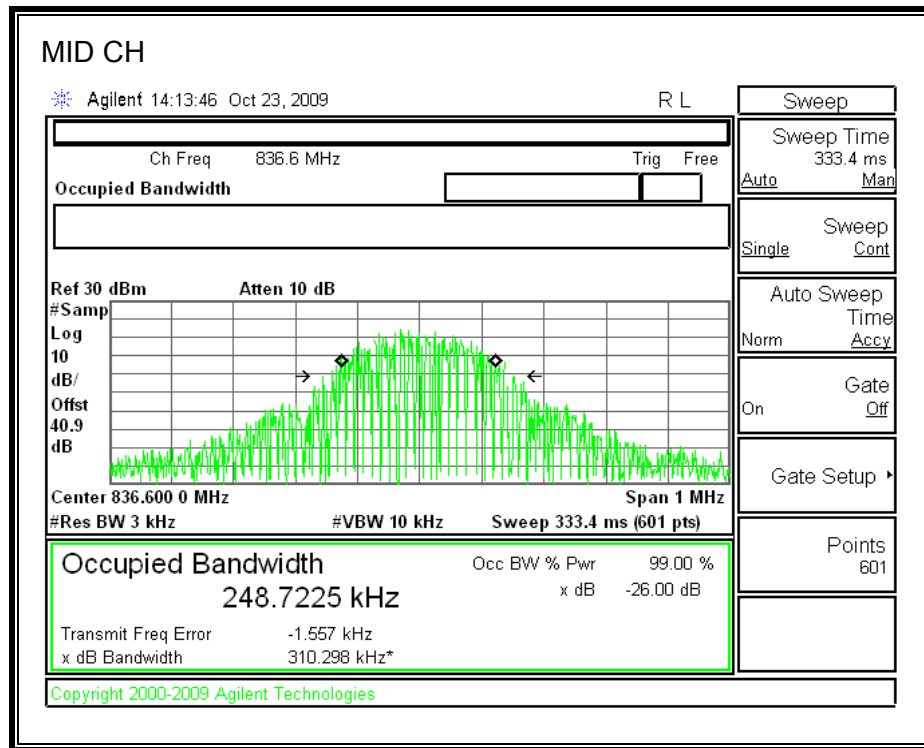 MID CH
Agilent 14:13:46 Oct 23, 2009 R L
Ch Freq 836.6 MHz Trig Free
Occupied Bandwidth
Ref 30 dBm Atten 10 dB
#Samp
Log
10
dB/
Offst
40.9
dB
Center 836.600 0 MHz Span 1 MHz
#Res BW 3 kHz #VBW 10 kHz Sweep 333.4 ms (601 pts)
Occupied Bandwidth Occ BW % Pwr 99.00 %
248.7225 kHz x dB -26.00 dB
Transmit Freq Error -1.557 kHz
x dB Bandwidth 310.298 kHz*
Copyright 2000-2009 Agilent Technologies
Sweep
Sweep Time
333.4 ms
Auto Man
Sweep
Single Cont
Auto Sweep
Time
Norm Accy
Gate
On Off
Gate Setup
Points
601